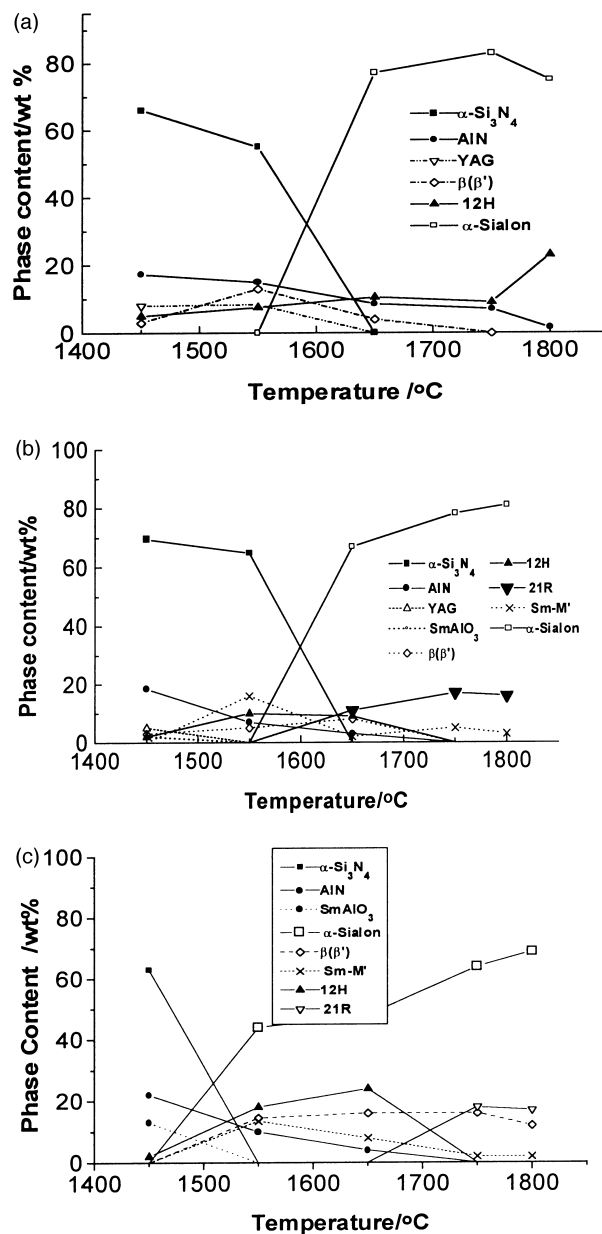 (a)
80
60
40
20
0
Phase content/wt %
α-Si3N4
AlN
YAG
β(β')
12H
α-Sialon
1400 1500 1600 1700 1800
Temperature /°C
(b)
100
80
60
40
20
0
Phase content/wt%
α-Si3N4 12H
AlN 21R
YAG Sm-M'
SmAlO3 α-Sialon
β(β')
1400 1500 1600 1700 1800
Temperature/°C
(c)
100
80
60
40
20
0
Phase Content /wt%
α-Si3N4
AlN
SmAlO3
α-Sialon
β(β')
Sm-M'
12H
21R
1400 1500 1600 1700 1800
Temperature/°C